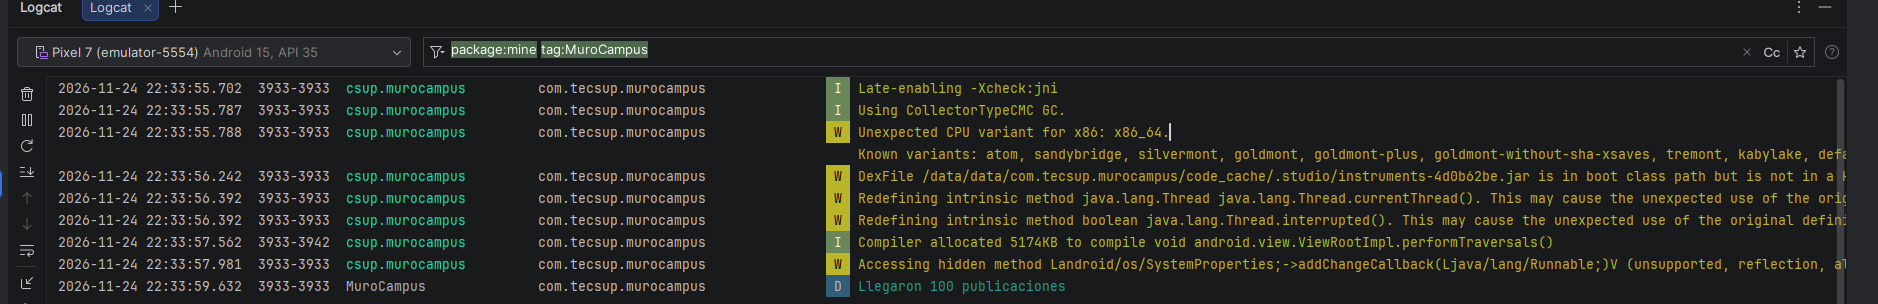 Logcat Logcat
Pixel 7 (emulator-5554) Android 15, API 35 package:mine tag:MuroCampus Cc
2026-11-24 22:33:55.702 3933-3933 csup.murocampus com.tecsup.murocampus I Late-enabling -Xcheck:jni
2026-11-24 22:33:55.787 3933-3933 csup.murocampus com.tecsup.murocampus I Using CollectorTypeCMC GC.
2026-11-24 22:33:55.788 3933-3933 csup.murocampus com.tecsup.murocampus W Unexpected CPU variant for x86: x86_64.
Known variants: atom, sandybridge, silvermont, goldmont, goldmont-plus, goldmont-without-sha-xsaves, tremont, kabylake, defa
2026-11-24 22:33:56.242 3933-3933 csup.murocampus com.tecsup.murocampus W DexFile /data/data/com.tecsup.murocampus/code_cache/.studio/instruments-4d0b62be.jar is in boot class path but is not in a k
2026-11-24 22:33:56.392 3933-3933 csup.murocampus com.tecsup.murocampus W Redefining intrinsic method java.lang.Thread java.lang.Thread.currentThread(). This may cause the unexpected use of the orig
2026-11-24 22:33:56.392 3933-3933 csup.murocampus com.tecsup.murocampus W Redefining intrinsic method boolean java.lang.Thread.interrupted(). This may cause the unexpected use of the original defini
2026-11-24 22:33:57.562 3933-3942 csup.murocampus com.tecsup.murocampus I Compiler allocated 5174KB to compile void android.view.ViewRootImpl.performTraversals()
2026-11-24 22:33:57.981 3933-3933 csup.murocampus com.tecsup.murocampus W Accessing hidden method Landroid/os/SystemProperties;->addChangeCallback(Ljava/lang/Runnable;)V (unsupported, reflection, al
2026-11-24 22:33:59.632 3933-3933 MuroCampus com.tecsup.murocampus D Llegaron 100 publicaciones